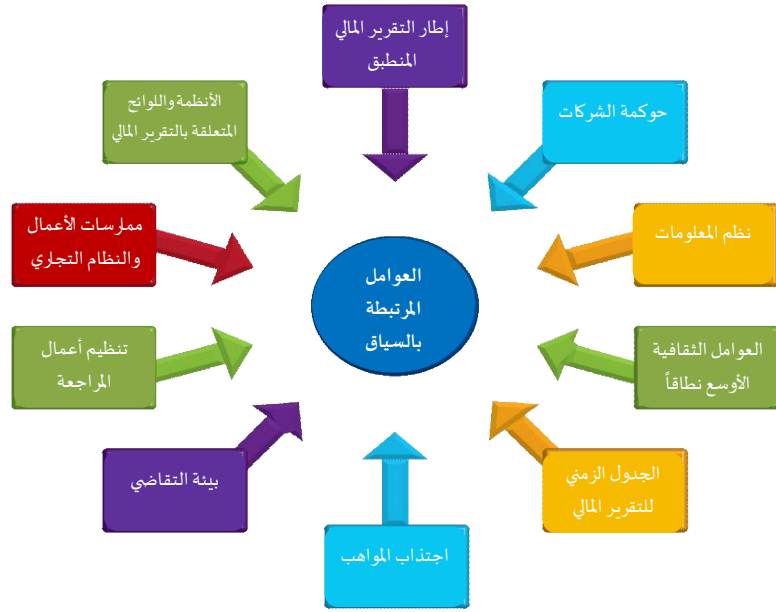 إطار التقرير المالي
المنطبق
حوكمة الشركات
الأنظمة واللوائح
المتعلقة بالتقرير المالي
نظم المعلومات
ممارسات الأعمال
والنظام التجاري
العوامل
المرتبطة
بالسياق
العوامل الثقافية
الأوسع نطاقاً
تنظيم أعمال
المراجعة
الجدول الزمني
للتقرير المالي
بيئة التقاضي
اجتذاب المواهب